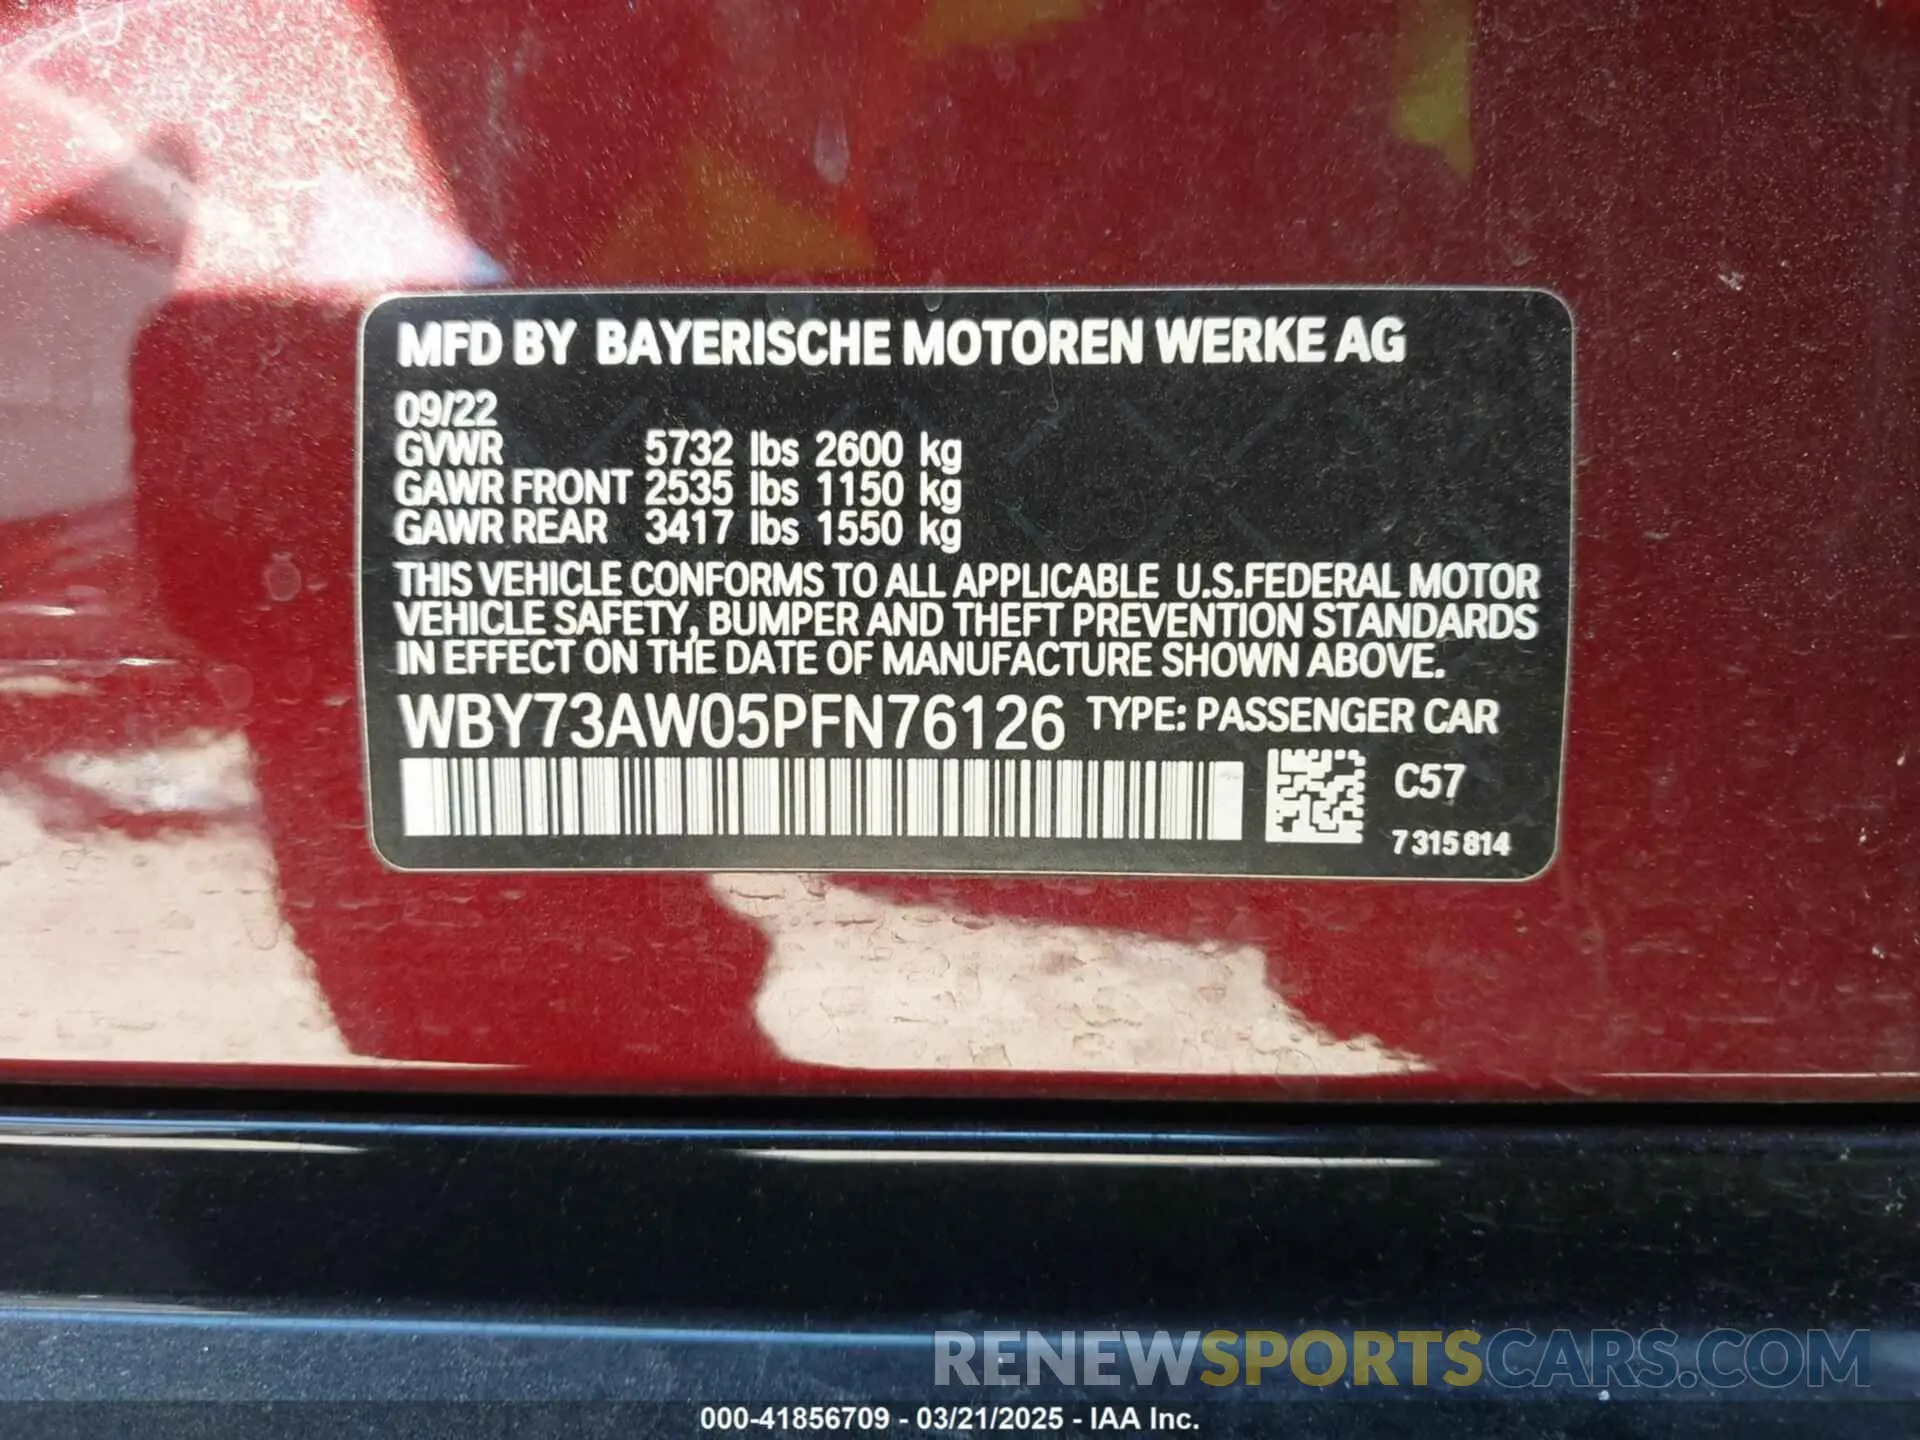 MFD BY BAYERISCHE MOTOREN WERKE AG
09/22
GVWR 5732 lbs 2600 kg
GAWR FRONT 2535 lbs 1150 kg
GAWR REAR 3417 lbs 1550 kg
THIS VEHICLE CONFORMS TO ALL APPLICABLE U.S.FEDERAL MOTOR
VEHICLE SAFETY, BUMPER AND THEFT PREVENTION STANDARDS
IN EFFECT ON THE DATE OF MANUFACTURE SHOWN ABOVE.
WBY73AW05PFN76126 TYPE: PASSENGER CAR
C57
7 315 814
RENEWSPORTSCARS.COM
000-41856709 - 03/21/2025 - IAA Inc.